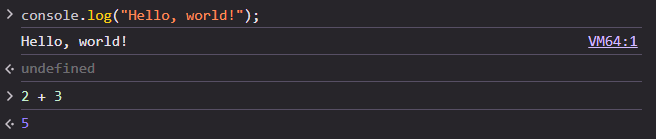 > console.log("Hello, world!");
Hello, world! VM64:1
<· undefined
> 2 + 3
<· 5